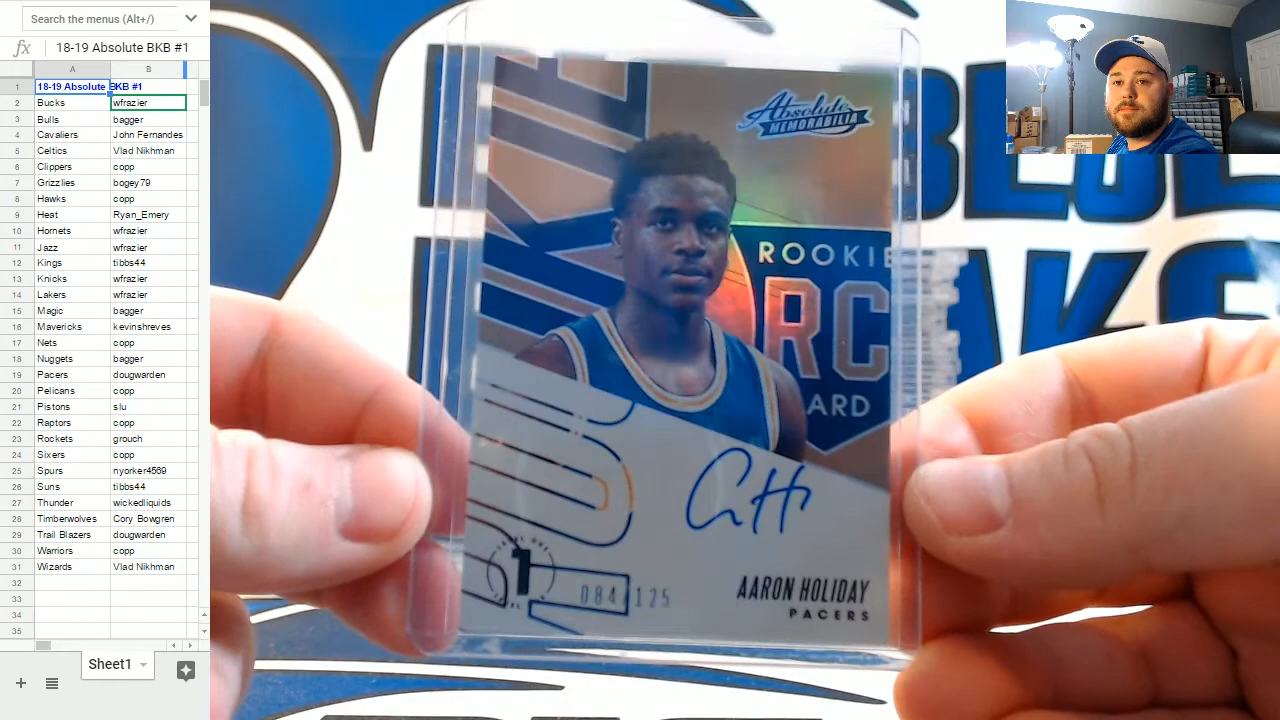 Search the menus (Alt+/)
fx 18-19 Absolute BKB #1
A B
1 18-19 Absolute BKB #1
2 Bucks wfrazier
3 Bulls bagger
4 Cavaliers John Fernandes
5 Celtics Vlad Nikhman
6 Clippers copp
7 Grizzlies bogey79
8 Hawks copp
9 Heat Ryan_Emery
10 Hornets wfrazier
11 Jazz wfrazier
12 Kings tibbs44
13 Knicks wfrazier
14 Lakers wfrazier
15 Magic bagger
16 Mavericks kevinshreves
17 Nets copp
18 Nuggets bagger
19 Pacers dougwarden
20 Pelicans copp
21 Pistons slu
22 Raptors copp
23 Rockets grouch
24 Sixers copp
25 Spurs nyorker4569
26 Suns tibbs44
27 Thunder wickedliquids
28 Timberwolves Cory Bowgren
29 Trail Blazers dougwarden
30 Warriors copp
31 Wizards Vlad Nikhman
32
33
34
35
Sheet1
Absolute
MEMORABILIA
ROOKIE
RC
ARD
084/125
AARON HOLIDAY
PACERS
BLUE